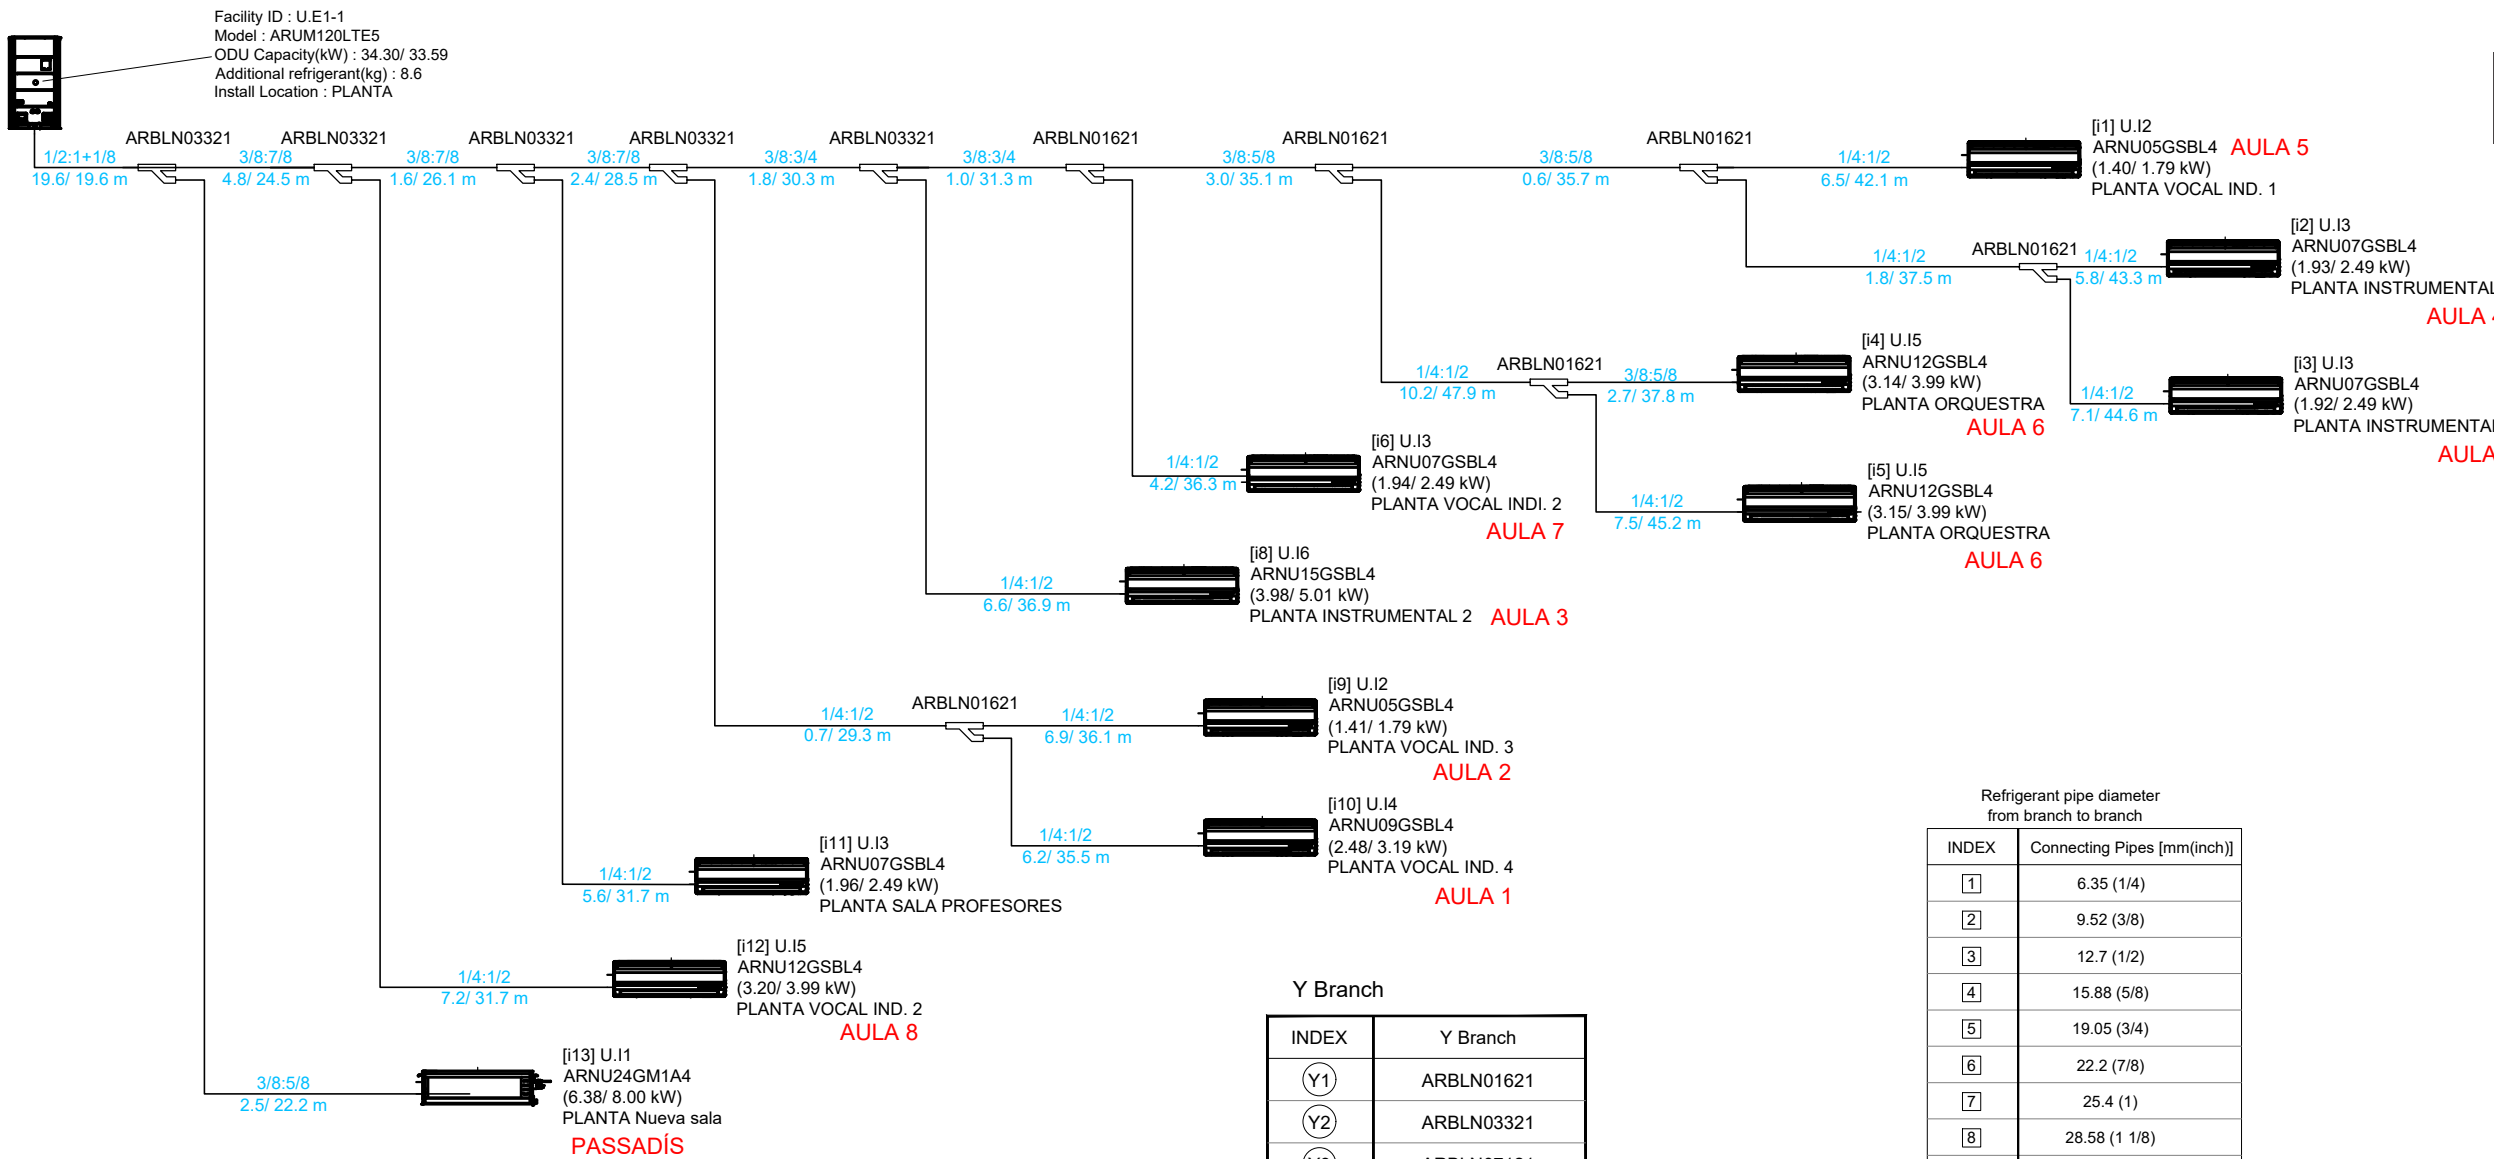 Facility ID : U.E1-1
Model : ARUM120LTE5
ODU Capacity(kW) : 34.30/ 33.59
Additional refrigerant(kg) : 8.6
Install Location : PLANTA
ARBLN03321
ARBLN03321
ARBLN03321
ARBLN03321
ARBLN03321
ARBLN01621
ARBLN01621
ARBLN01621
1/2:1+1/8
19.6/ 19.6 m
3/8:7/8
4.8/ 24.5 m
3/8:7/8
1.6/ 26.1 m
3/8:7/8
2.4/ 28.5 m
3/8:3/4
1.8/ 30.3 m
3/8:3/4
1.0/ 31.3 m
3/8:5/8
3.0/ 35.1 m
3/8:5/8
0.6/ 35.7 m
1/4:1/2
6.5/ 42.1 m
[i1] U.I2
ARNU05GSBL4
(1.40/ 1.79 kW)
PLANTA VOCAL IND. 1
AULA 5
1/4:1/2
1.8/ 37.5 m
ARBLN01621
1/4:1/2
5.8/ 43.3 m
[i2] U.I3
ARNU07GSBL4
(1.93/ 2.49 kW)
PLANTA INSTRUMENTAL
AULA
1/4:1/2
7.1/ 44.6 m
[i3] U.I3
ARNU07GSBL4
(1.92/ 2.49 kW)
PLANTA INSTRUMENTAL
AULA
1/4:1/2
10.2/ 47.9 m
ARBLN01621
3/8:5/8
2.7/ 37.8 m
[i4] U.I5
ARNU12GSBL4
(3.14/ 3.99 kW)
PLANTA ORQUESTRA
AULA 6
1/4:1/2
7.5/ 45.2 m
[i5] U.I5
ARNU12GSBL4
(3.15/ 3.99 kW)
PLANTA ORQUESTRA
AULA 6
1/4:1/2
4.2/ 36.3 m
[i6] U.I3
ARNU07GSBL4
(1.94/ 2.49 kW)
PLANTA VOCAL INDI. 2
AULA 7
1/4:1/2
6.6/ 36.9 m
[i8] U.I6
ARNU15GSBL4
(3.98/ 5.01 kW)
PLANTA INSTRUMENTAL 2
AULA 3
1/4:1/2
0.7/ 29.3 m
ARBLN01621
1/4:1/2
6.9/ 36.1 m
[i9] U.I2
ARNU05GSBL4
(1.41/ 1.79 kW)
PLANTA VOCAL IND. 3
AULA 2
1/4:1/2
6.2/ 35.5 m
[i10] U.I4
ARNU09GSBL4
(2.48/ 3.19 kW)
PLANTA VOCAL IND. 4
AULA 1
1/4:1/2
5.6/ 31.7 m
[i11] U.I3
ARNU07GSBL4
(1.96/ 2.49 kW)
PLANTA SALA PROFESORES
1/4:1/2
7.2/ 31.7 m
[i12] U.I5
ARNU12GSBL4
(3.20/ 3.99 kW)
PLANTA VOCAL IND. 2
AULA 8
3/8:5/8
2.5/ 22.2 m
[i13] U.I1
ARNU24GM1A4
(6.38/ 8.00 kW)
PLANTA Nueva sala
PASSADÍS
Y Branch
INDEX Y Branch
Y1 ARBLN01621
Y2 ARBLN03321
Refrigerant pipe diameter
from branch to branch
INDEX Connecting Pipes [mm(inch)]
1 6.35 (1/4)
2 9.52 (3/8)
3 12.7 (1/2)
4 15.88 (5/8)
5 19.05 (3/4)
6 22.2 (7/8)
7 25.4 (1)
8 28.58 (1 1/8)